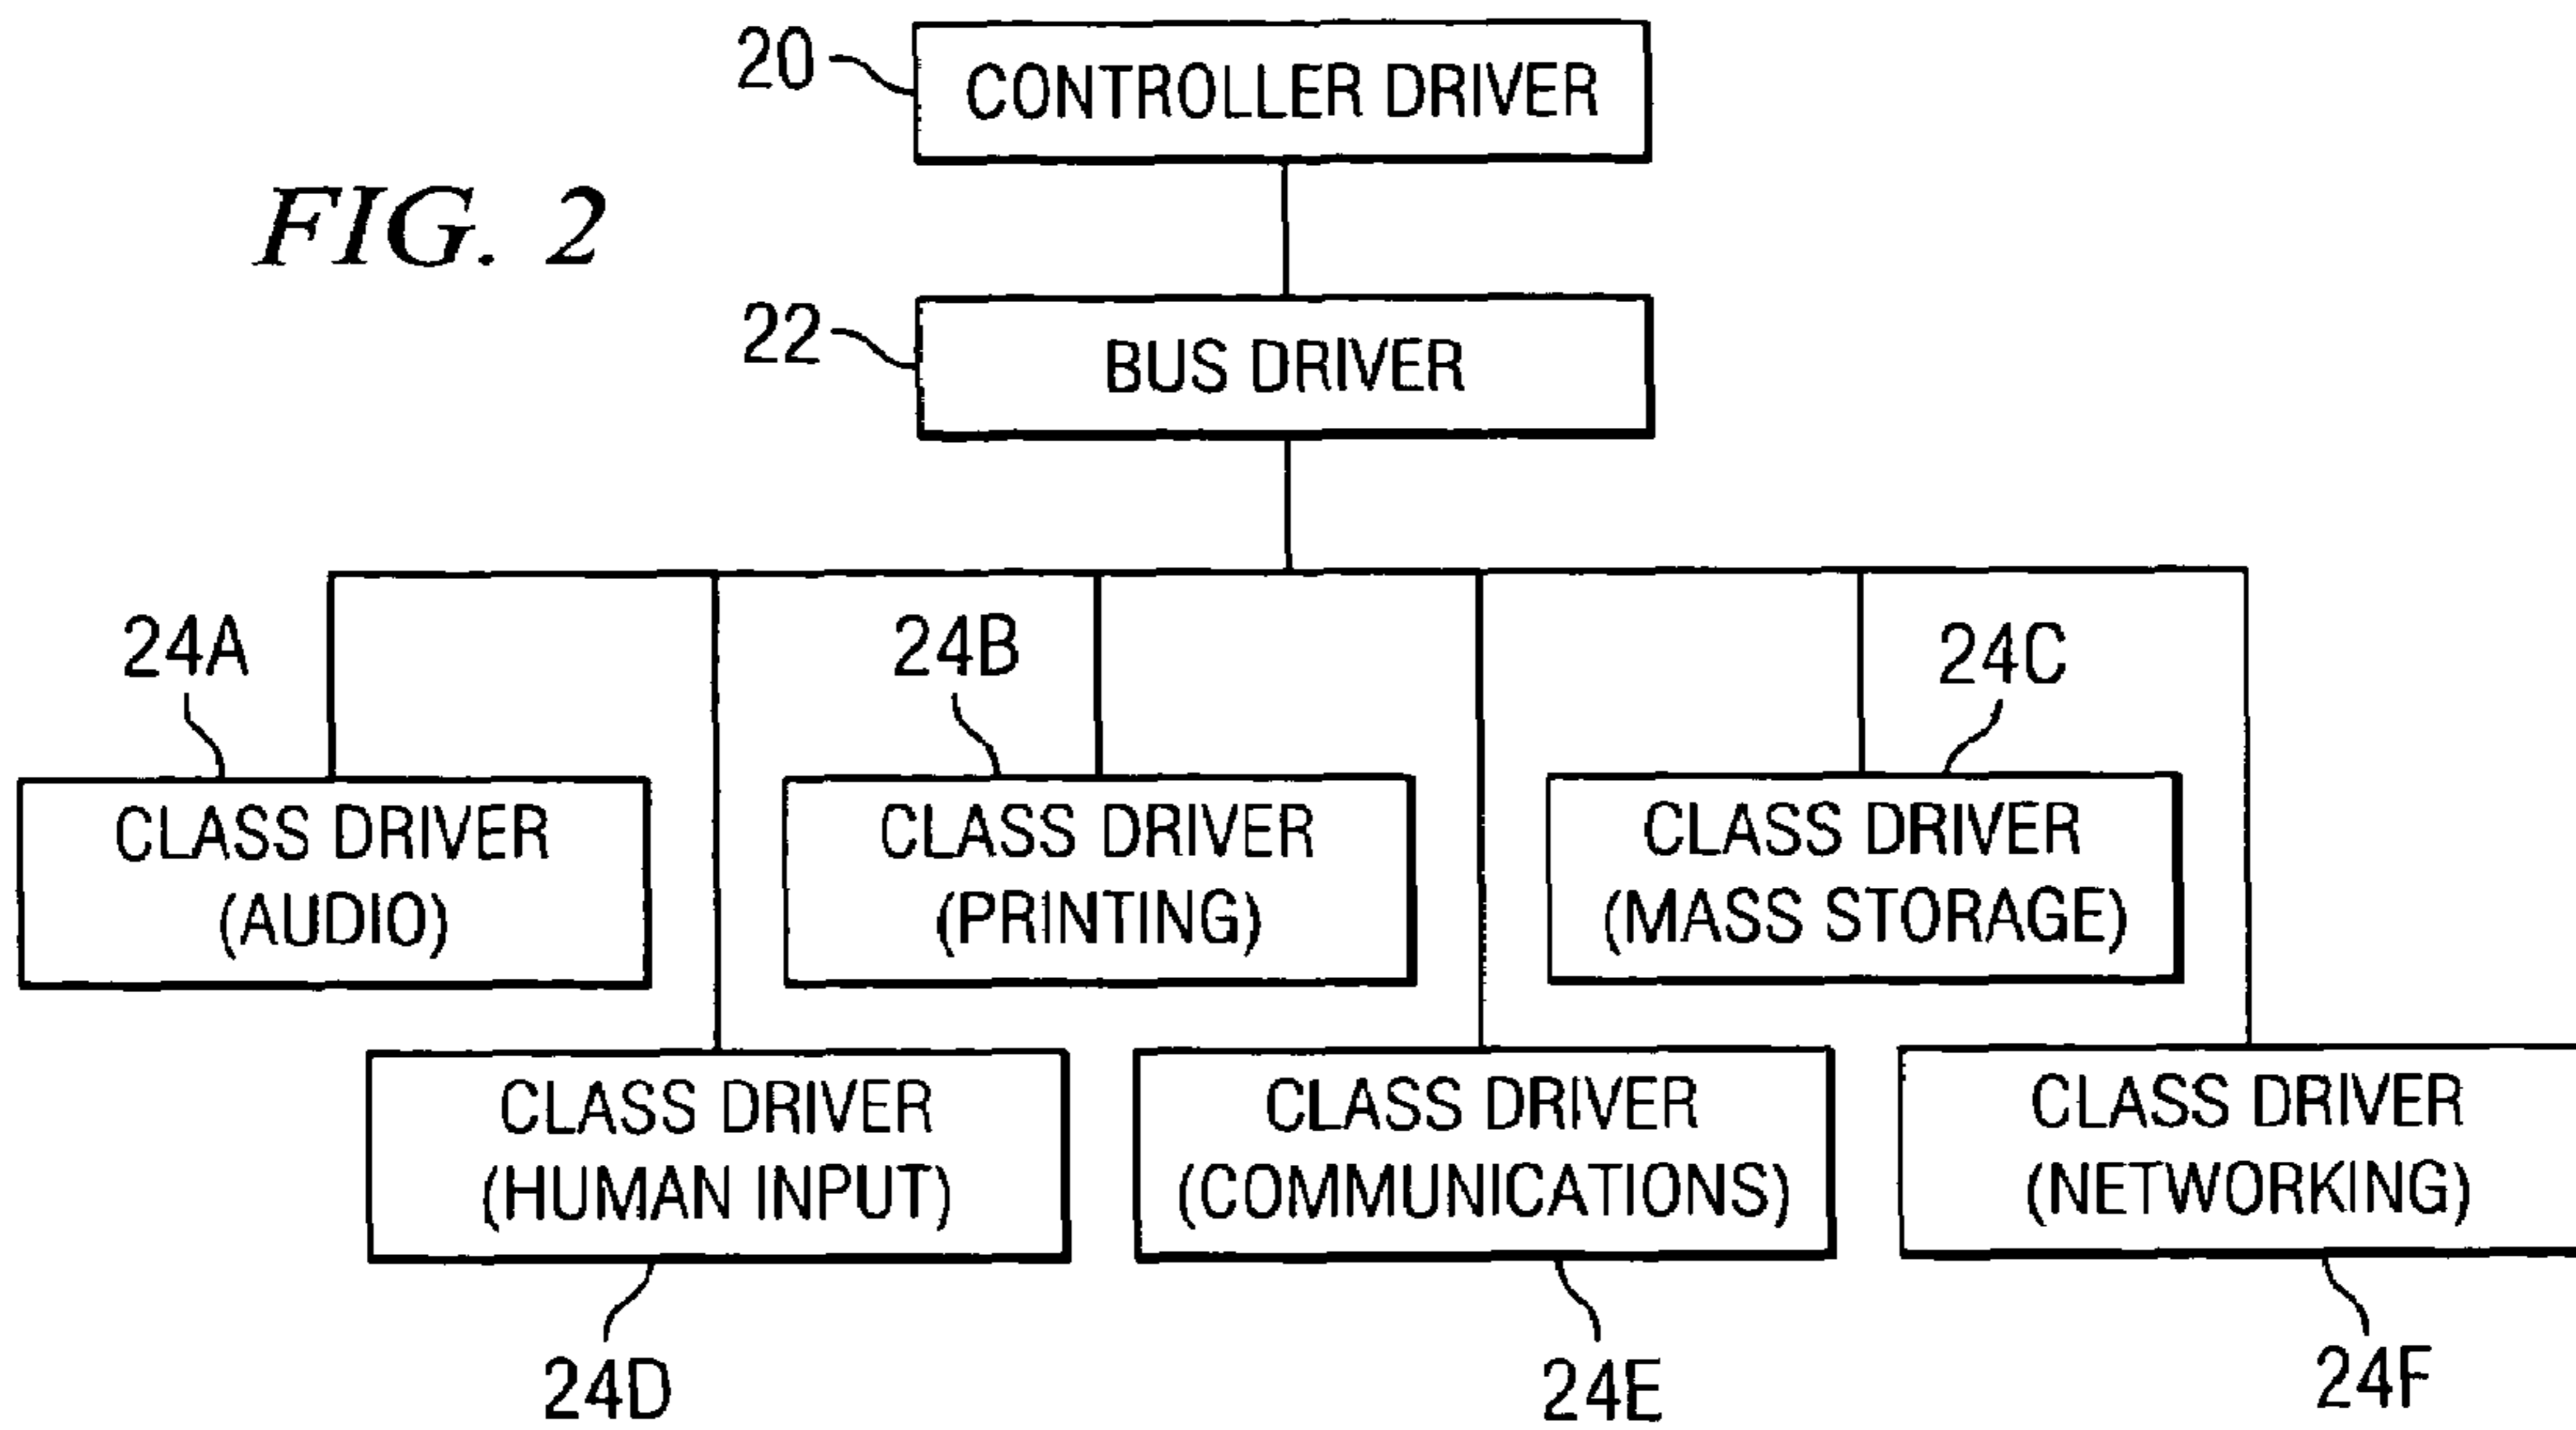 20
CONTROLLER DRIVER
FIG. 2
22
BUS DRIVER
24A
24B
24C
CLASS DRIVER
(AUDIO)
CLASS DRIVER
(PRINTING)
CLASS DRIVER
(MASS STORAGE)
CLASS DRIVER
(HUMAN INPUT)
CLASS DRIVER
(COMMUNICATIONS)
CLASS DRIVER
(NETWORKING)
24D
24E
24F